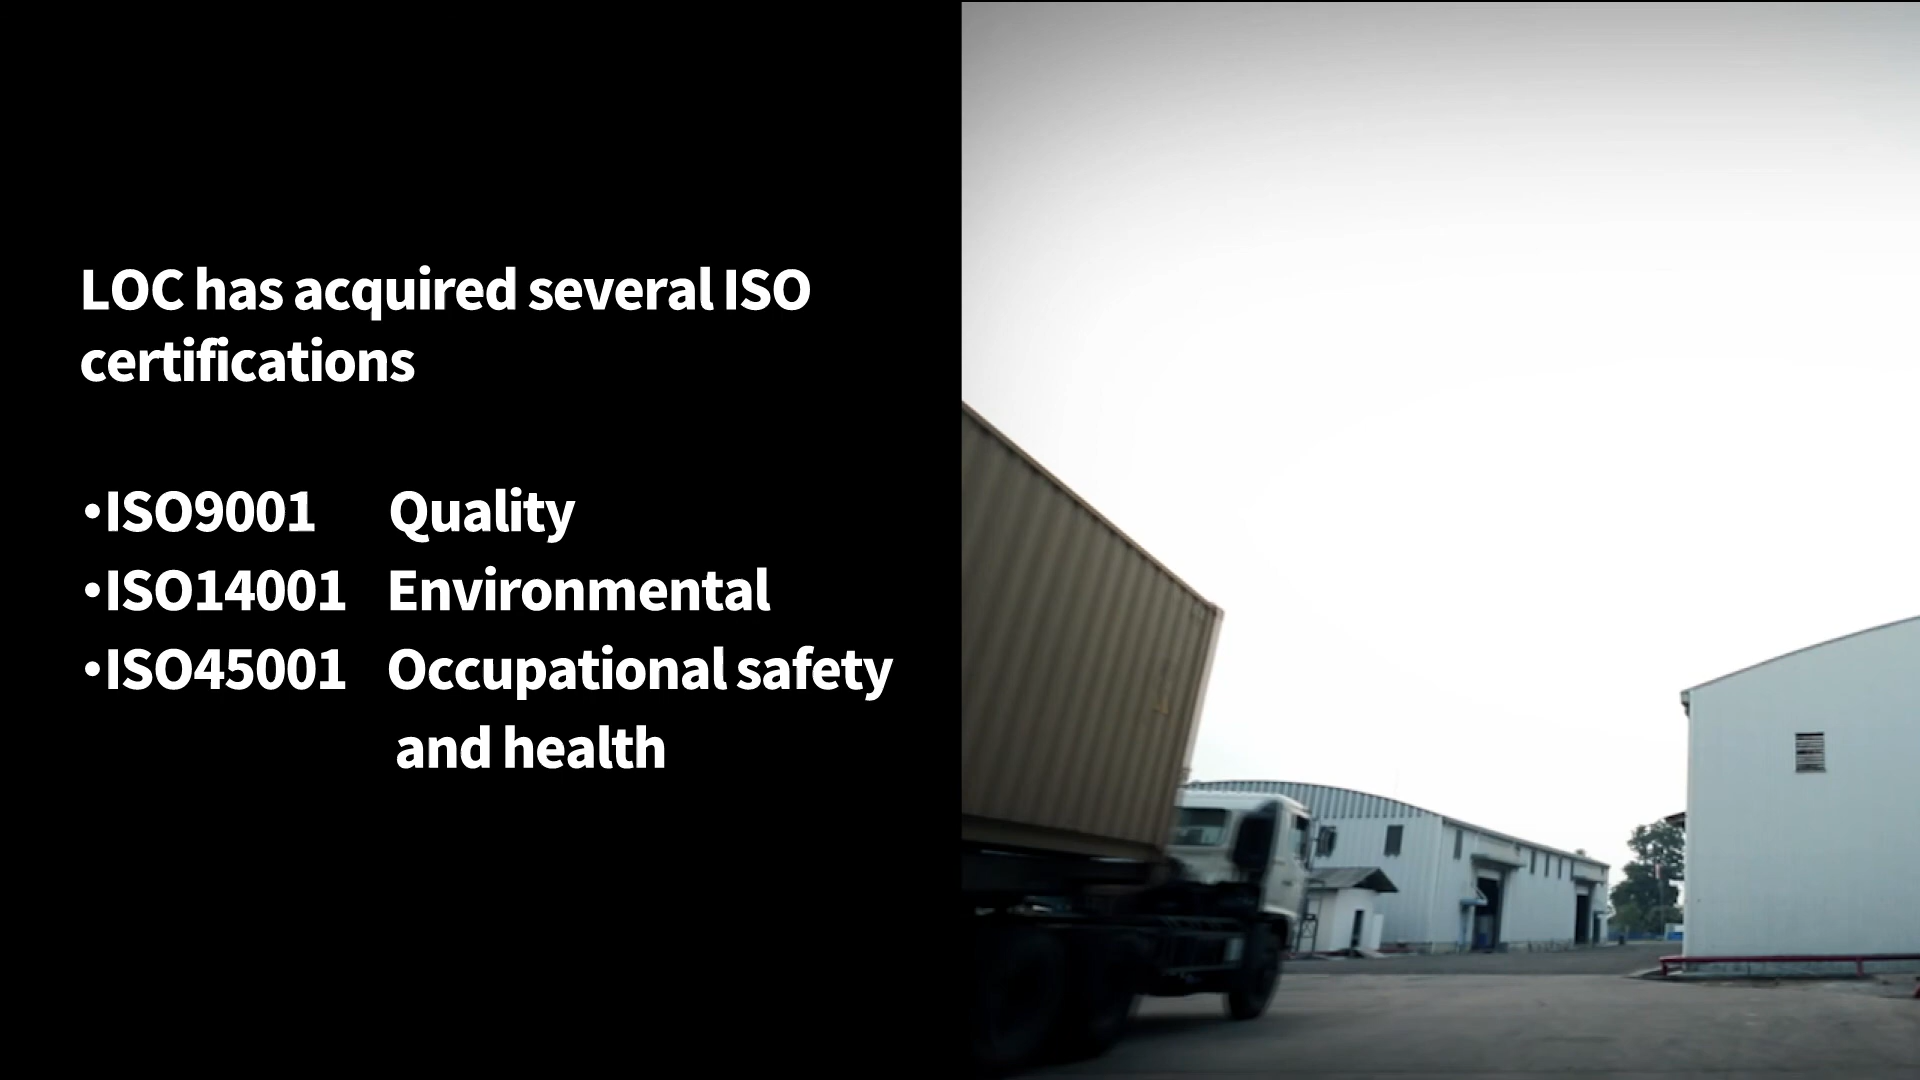 LOC has acquired several ISO
certifications
•ISO9001 Quality
•ISO14001 Environmental
•ISO45001 Occupational safety
and health